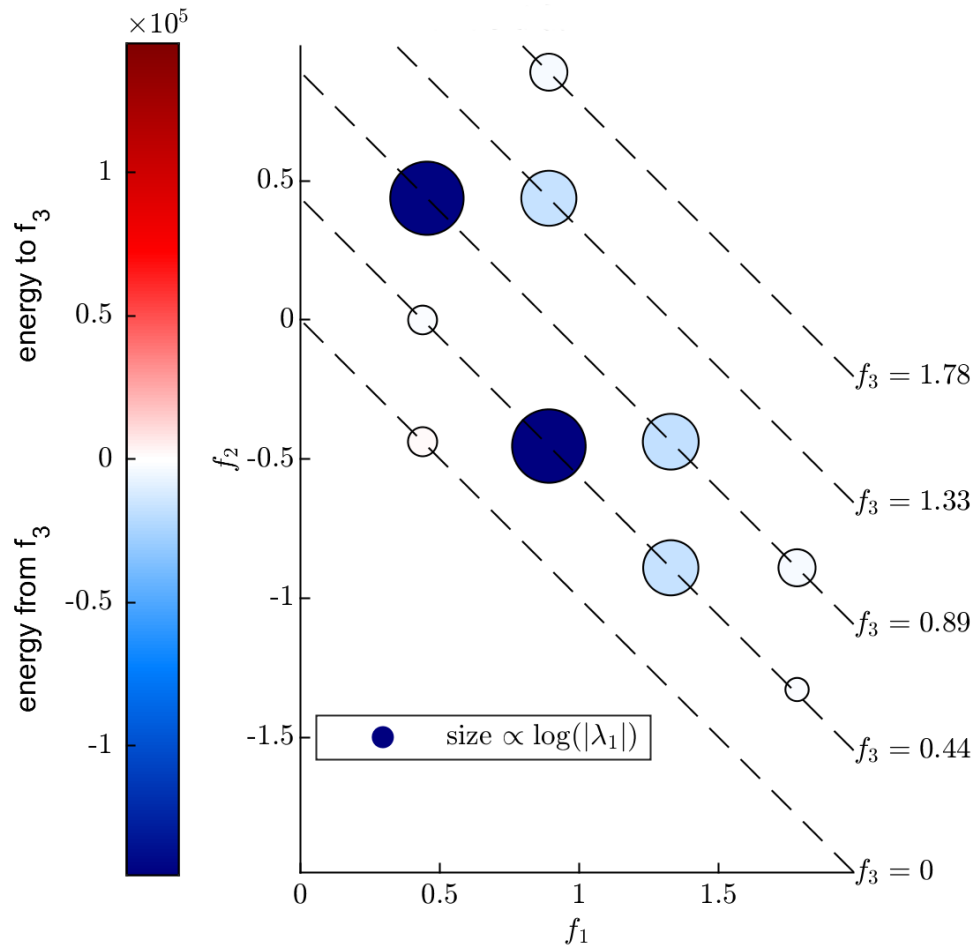 ×10⁵
1
0.5
0
-0.5
-1
energy to f₃
energy from f₃
0.5
0
-0.5
-1
-1.5
f₂
0
0.5
1
1.5
f₁
f₃ = 1.78
f₃ = 1.33
f₃ = 0.89
f₃ = 0.44
f₃ = 0
size ∝ log(|λ₁|)